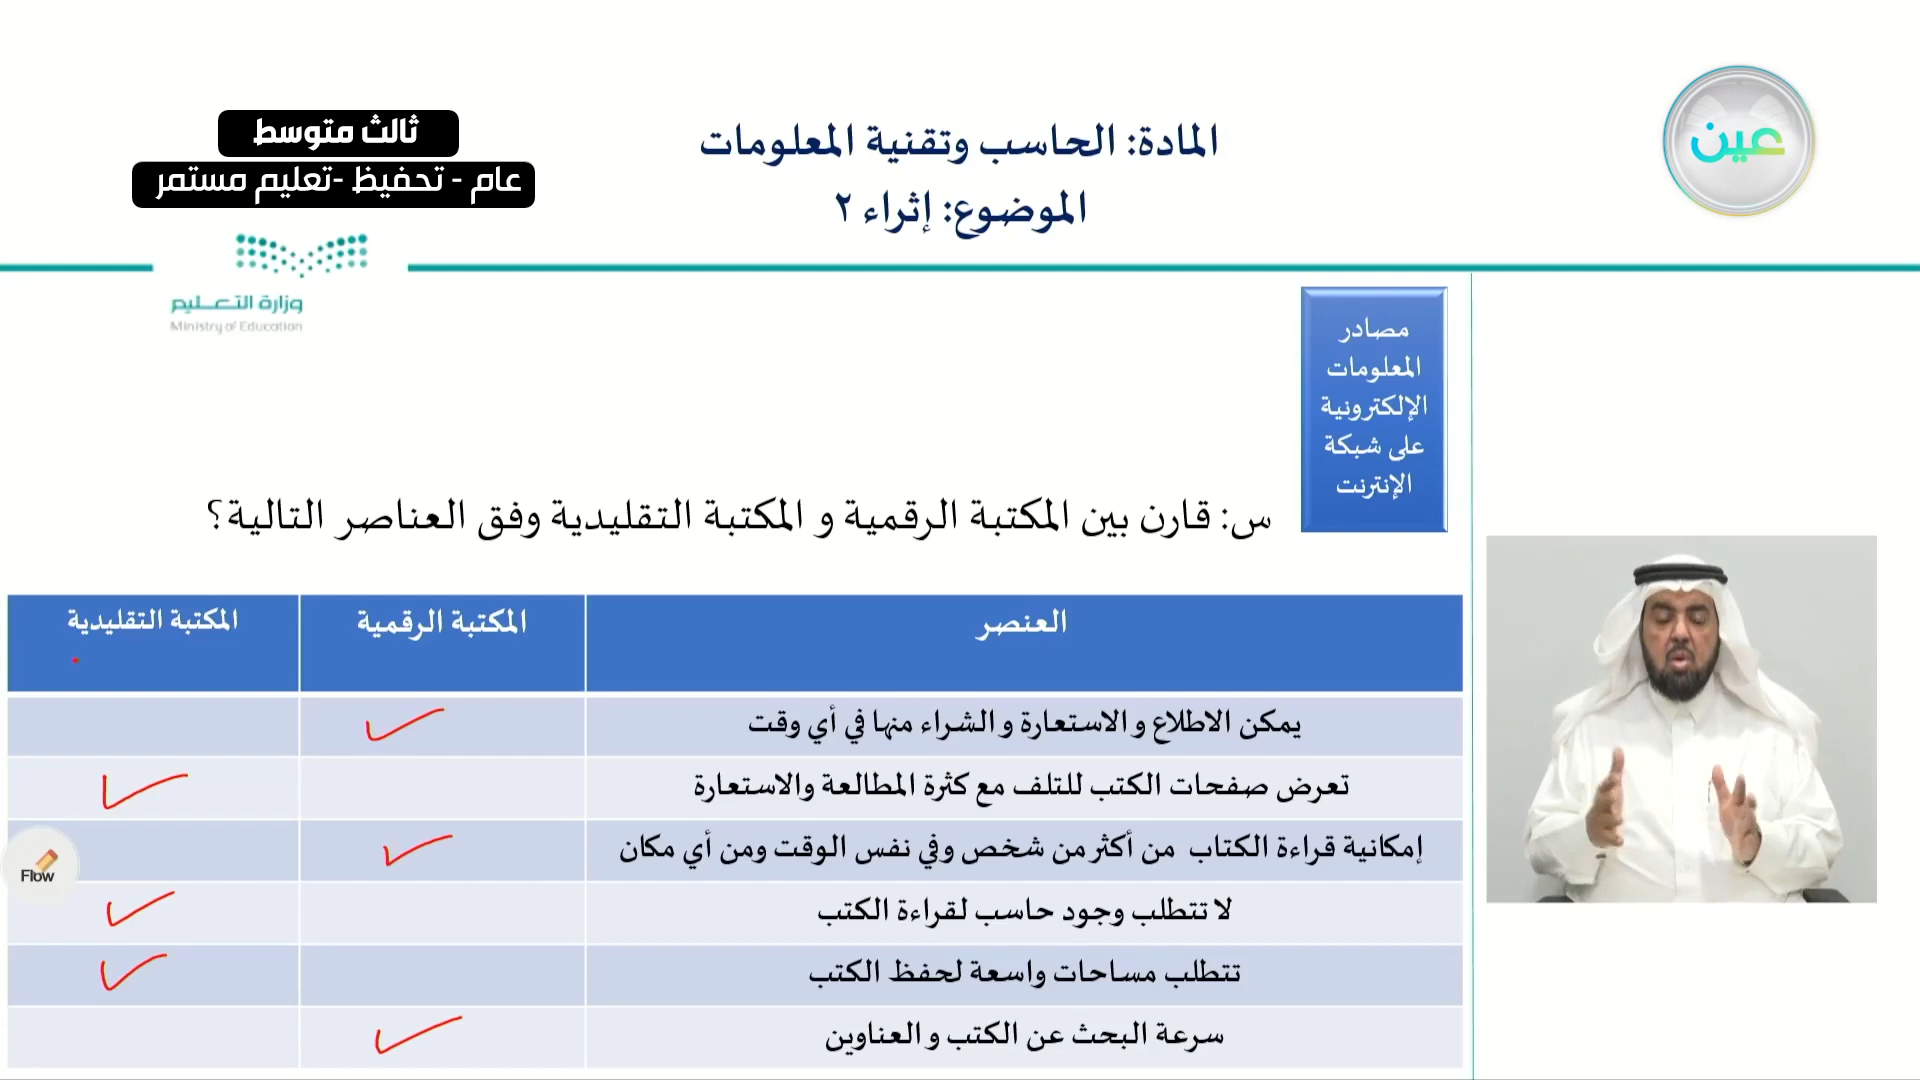 عين
المادة: الحاسب وتقنية المعلومات
الموضوع: إثراء ٢
ثالث متوسط
عام - تحفيظ -تعليم مستمر
وزارة التعليم
Ministry of Education
مصادر
المعلومات
الإلكترونية
على شبكة
الإنترنت
س: قارن بين المكتبة الرقمية و المكتبة التقليدية وفق العناصر التالية؟
العنصر المكتبة الرقمية المكتبة التقليدية
يمكن الاطلاع و الاستعارة و الشراء منها في أي وقت
تعرض صفحات الكتب للتلف مع كثرة المطالعة والاستعارة
إمكانية قراءة الكتاب من أكثر من شخص وفي نفس الوقت ومن أي مكان
لا تتطلب وجود حاسب لقراءة الكتب
تتطلب مساحات واسعة لحفظ الكتب
سرعة البحث عن الكتب و العناوين
Flow